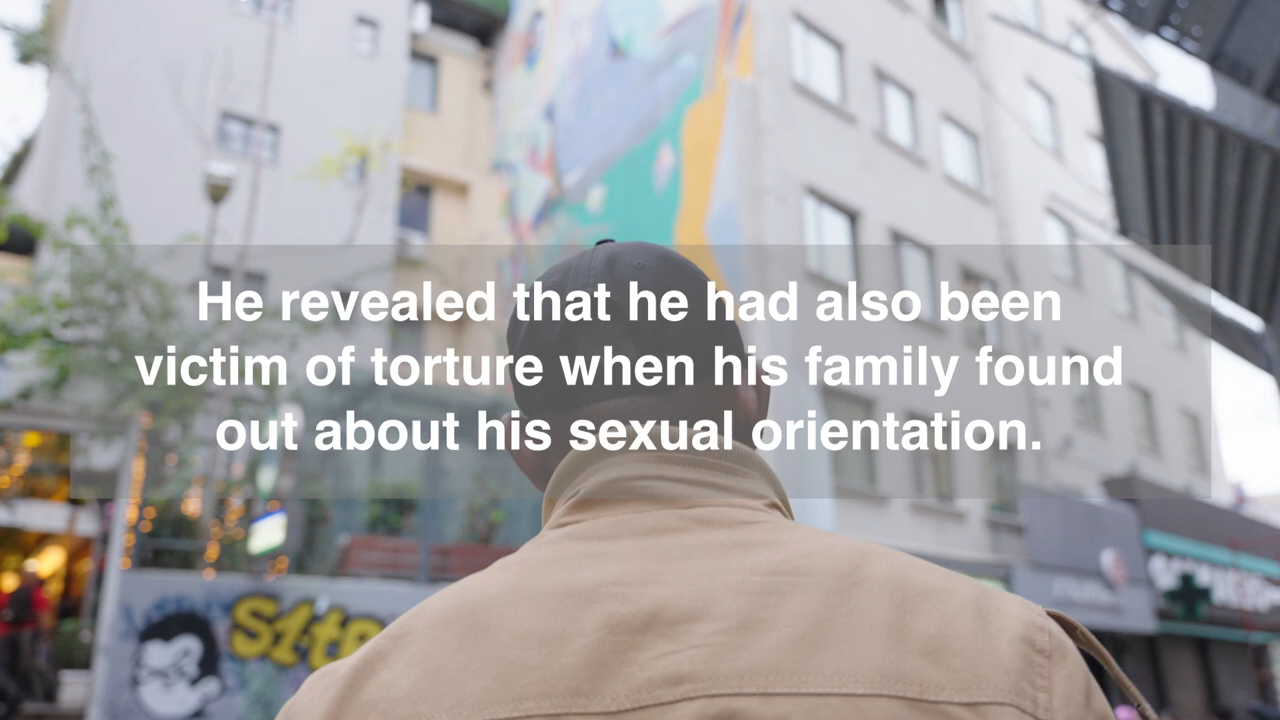 He revealed that he had also been
victim of torture when his family found
out about his sexual orientation.